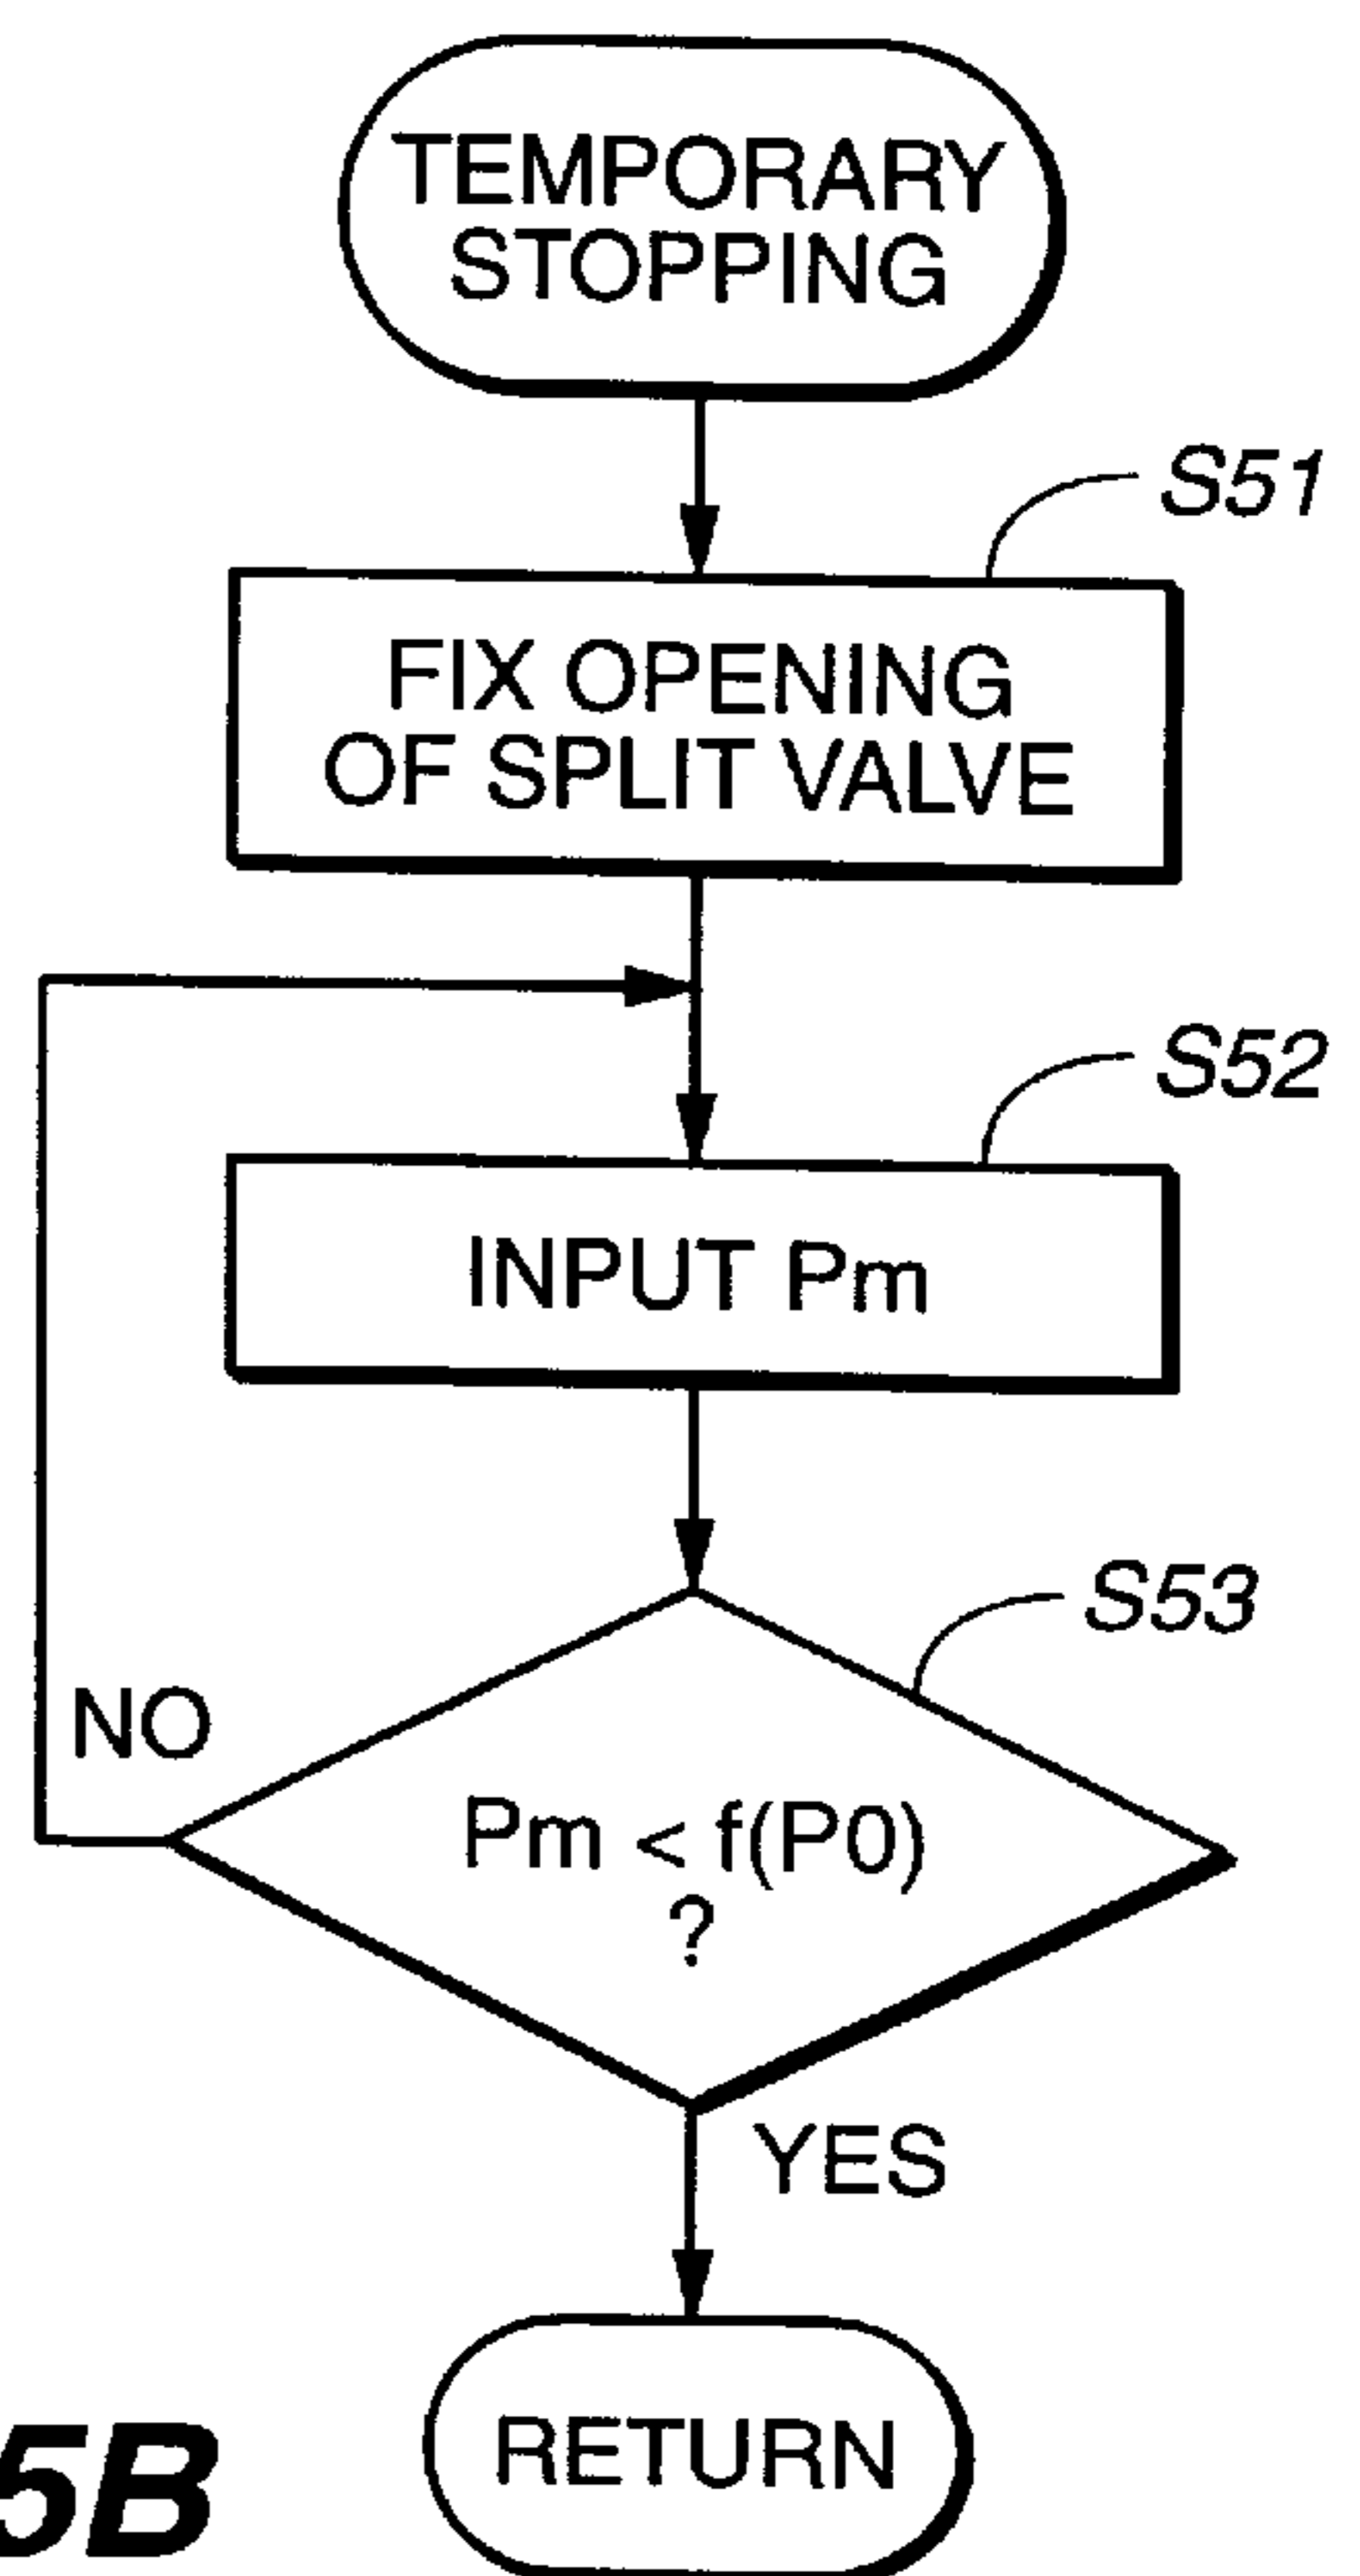 TEMPORARY
STOPPING
S51
FIX OPENING
OF SPLIT VALVE
S52
INPUT Pm
S53
NO
Pm < f(P0)
?
YES
RETURN
5B